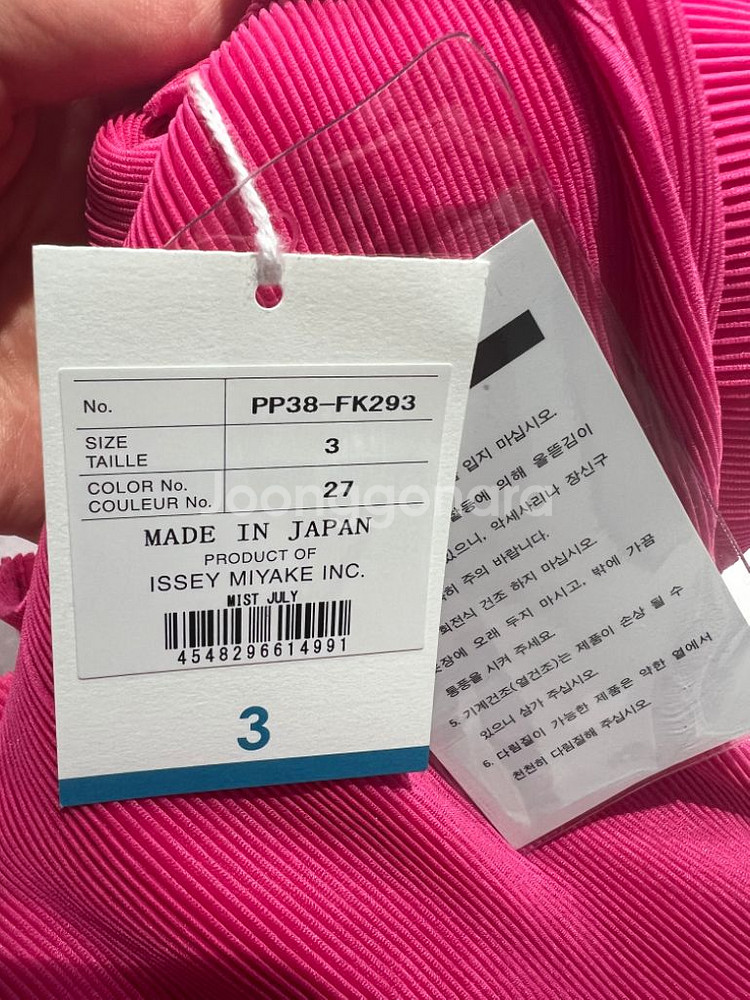 No. PP38-FK293
SIZE
TAILLE 3
COLOR No.
COULEUR No. 27
MADE IN JAPAN
PRODUCT OF
ISSEY MIYAKE INC.
MIST JULY
4548296614991
3
Joonggonara
입지 마십시오.
활동에 의해 올뜯김이
있으니, 악세사리나 장신구
주의 바랍니다.
회전식 건조 하지 마십시오.
오래 두지 마시고, 밖에 가끔
통풍을 시켜 주세요.
5. 기계건조(열건조)는 제품이 손상 될 수
있으니 삼가 주십시오
6. 다림질이 가능한 제품은 약한 열에서
천천히 다림질해 주십시오